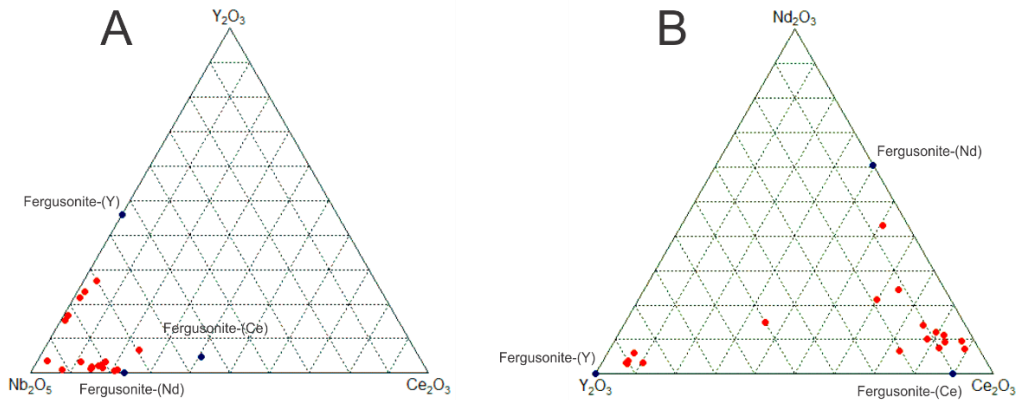 A
Y₂O₃
Fergusonite-(Y)
Fergusonite-(Ce)
Nb₂O₅
Fergusonite-(Nd)
Ce₂O₃
B
Nd₂O₃
Fergusonite-(Nd)
Fergusonite-(Y)
Y₂O₃
Fergusonite-(Ce)
Ce₂O₃